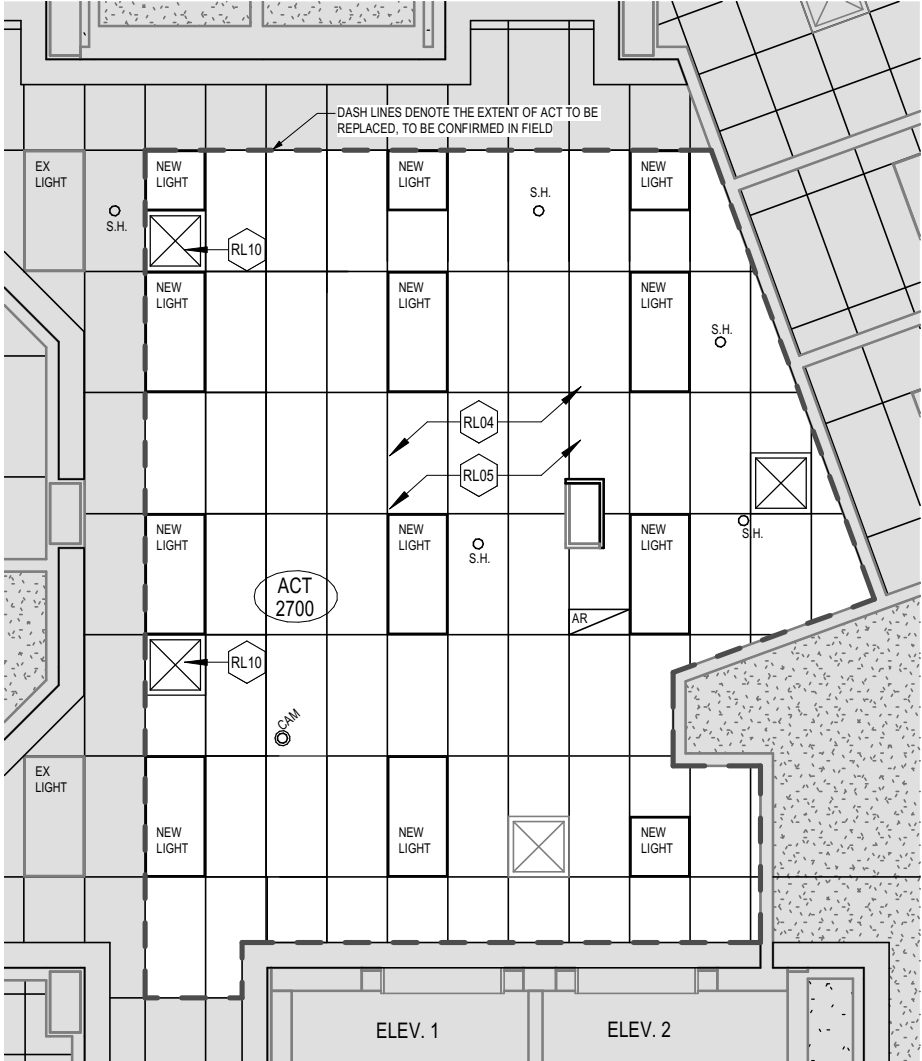 DASH LINES DENOTE THE EXTENT OF ACT TO BE
REPLACED, TO BE CONFIRMED IN FIELD
EX
LIGHT
NEW
LIGHT
NEW
LIGHT
NEW
LIGHT
S.H.
S.H.
RL10
NEW
LIGHT
NEW
LIGHT
NEW
LIGHT
S.H.
RL04
RL05
NEW
LIGHT
NEW
LIGHT
NEW
LIGHT
S.H.
S.H.
ACT
2700
AR
RL10
CAM
EX
LIGHT
NEW
LIGHT
NEW
LIGHT
NEW
LIGHT
ELEV. 1
ELEV. 2